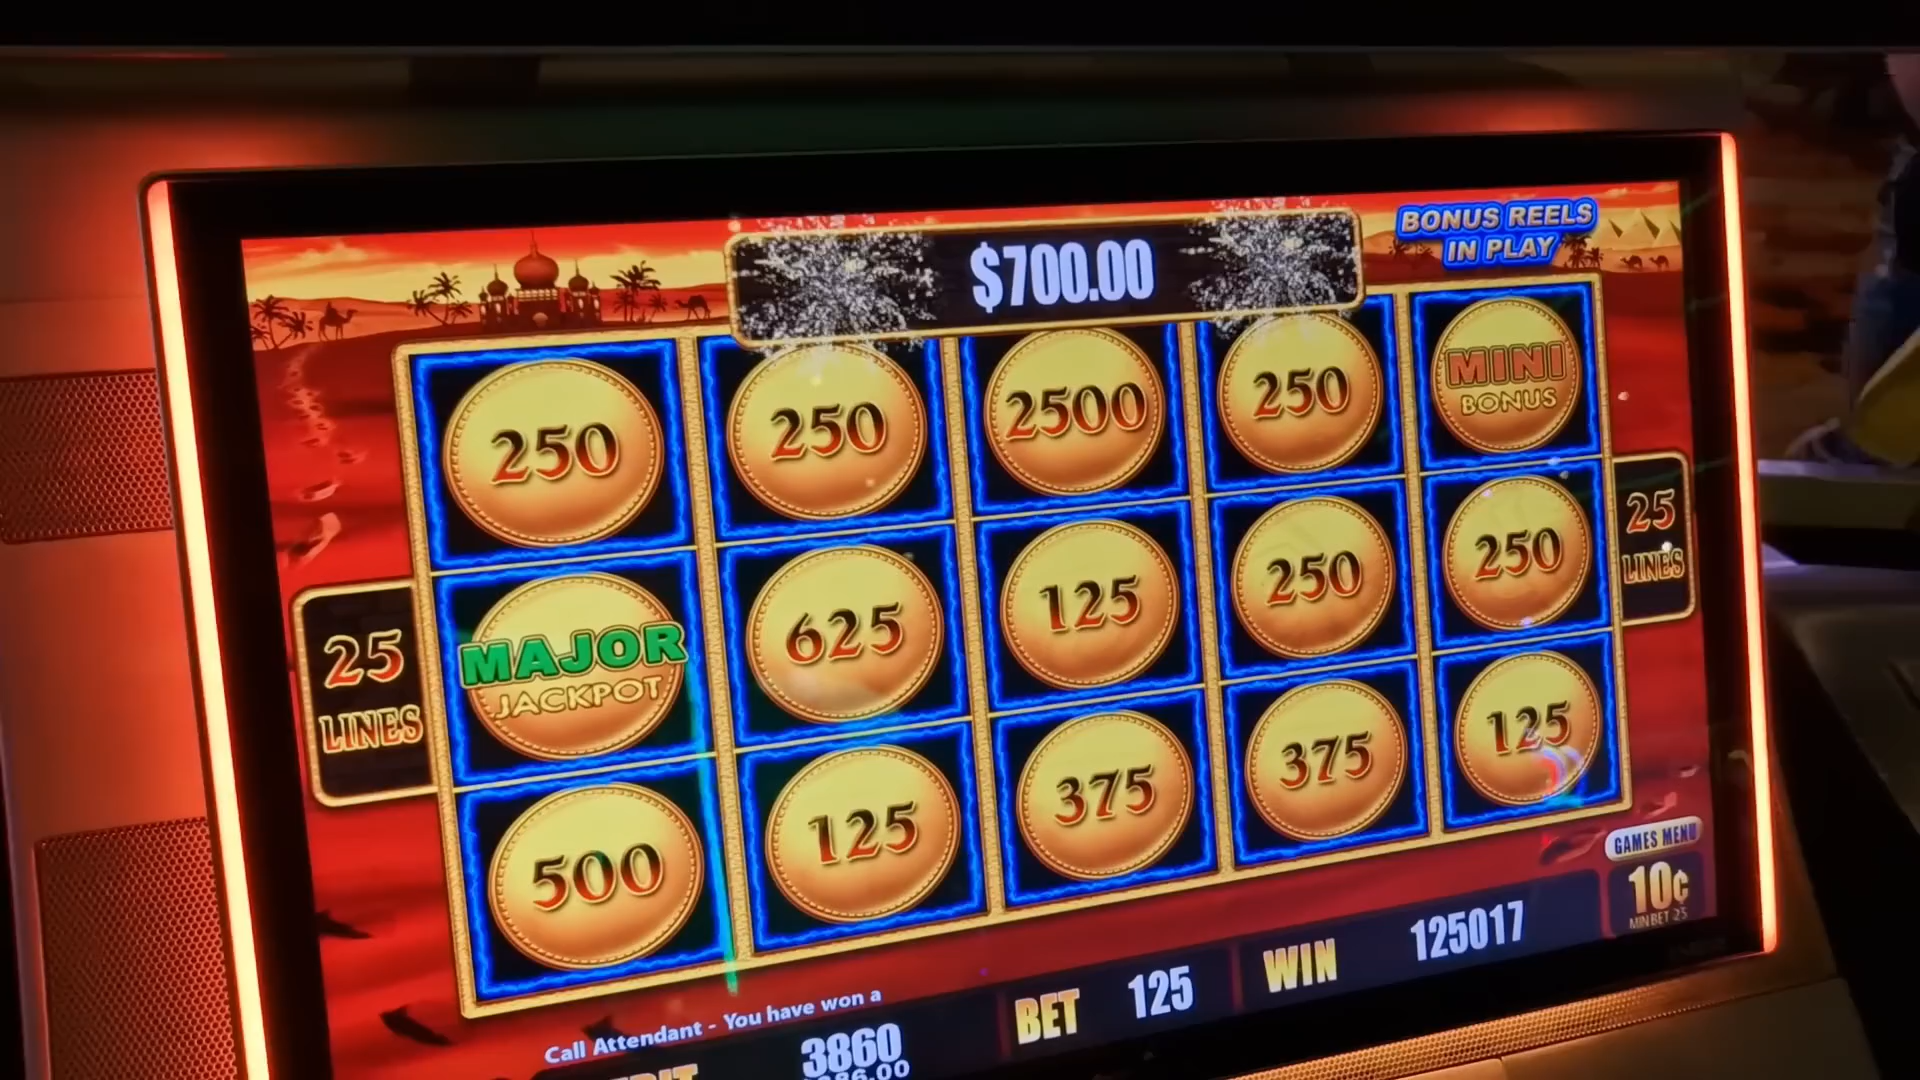 $700.00
BONUS REELS
IN PLAY
250
250
2500
250
MINI
BONUS
25
LINES
MAJOR
JACKPOT
625
125
250
250
25
LINES
500
125
375
375
125
GAMES MENU
10¢
MIN BET 25
Call Attendant - You have won a
3860
BET 125
WIN 125017